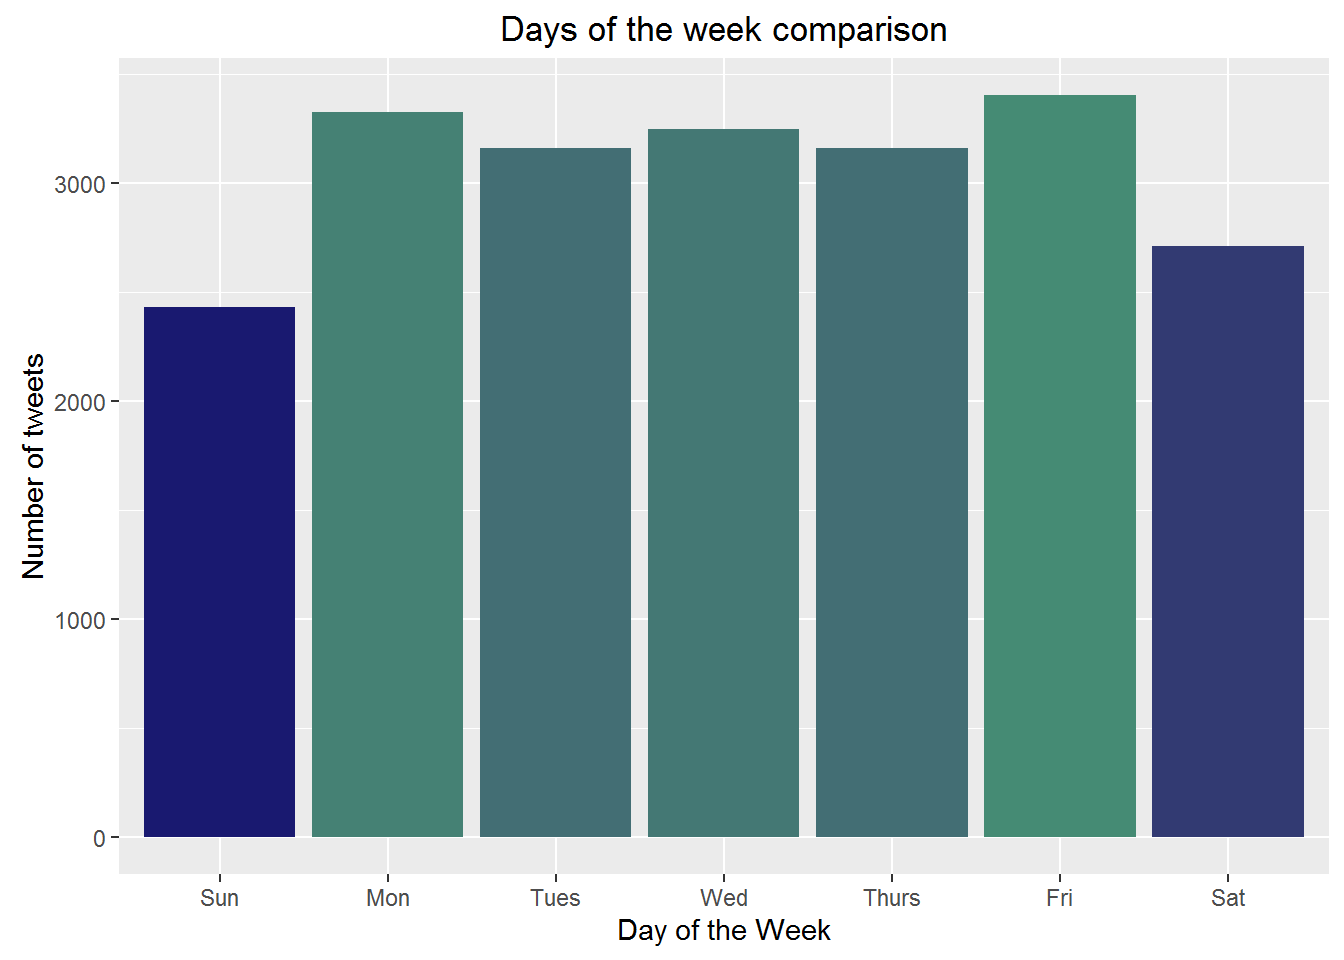 Days of the week comparison
Number of tweets
3000
2000
1000
0
Sun Mon Tues Wed Thurs Fri Sat
Day of the Week